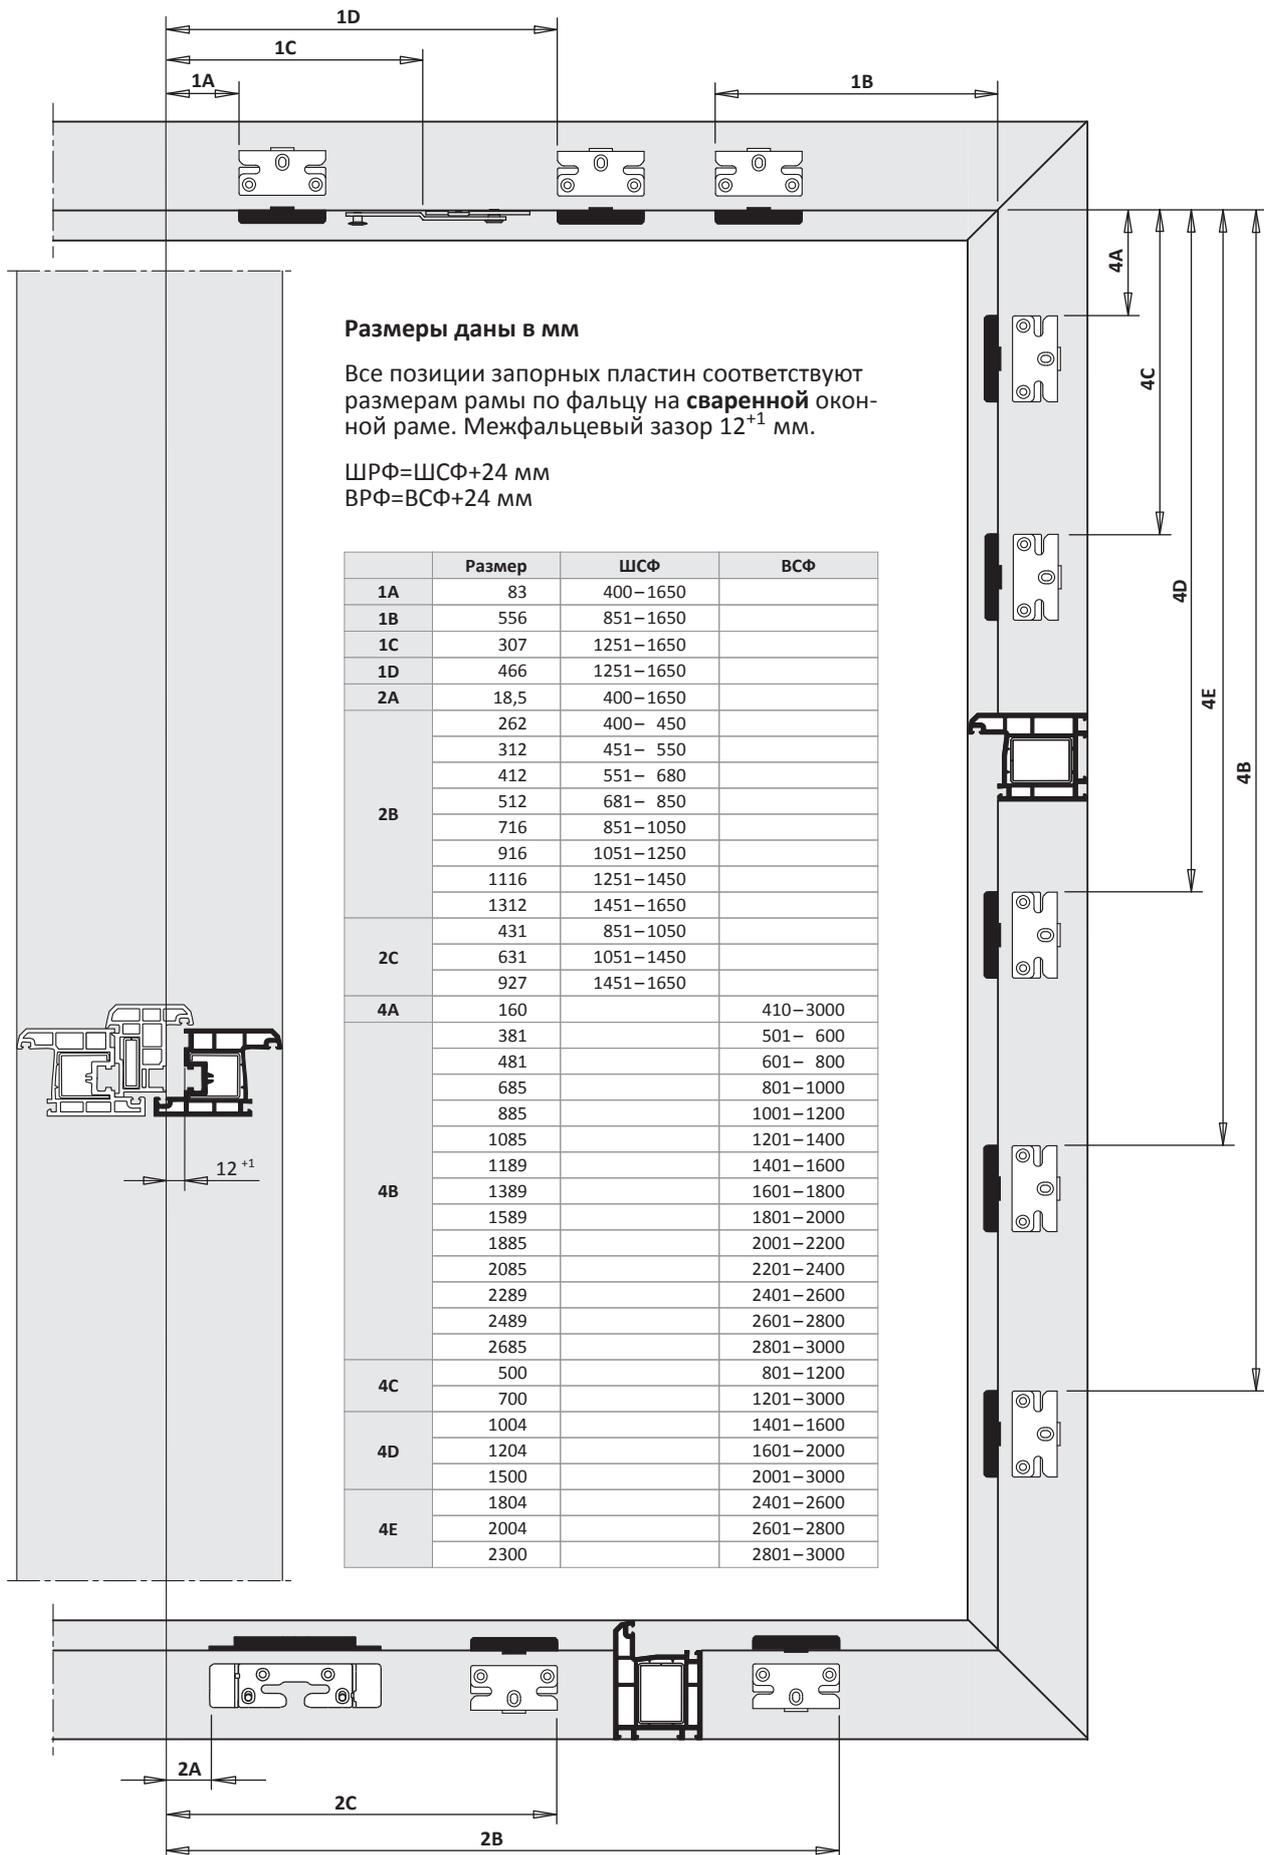 1D
1C
1A
1B
4A
4C
4D
4E
4B
Размеры даны в мм
Все позиции запорных пластин соответствуют
размерам рамы по фальцу на сваренной окон-
ной раме. Межфальцевый зазор 12+1 мм.
ШРФ=ШСФ+24 мм
ВРФ=ВСФ+24 мм
Размер ШСФ ВСФ
1A 83 400–1650
1B 556 851–1650
1C 307 1251–1650
1D 466 1251–1650
2A 18,5 400–1650
2B
262 400– 450
312 451– 550
412 551– 680
512 681– 850
716 851–1050
916 1051–1250
1116 1251–1450
1312 1451–1650
2C
431 851–1050
631 1051–1450
927 1451–1650
4A 160 410–3000
4B
381 501– 600
481 601– 800
685 801–1000
885 1001–1200
1085 1201–1400
1189 1401–1600
1389 1601–1800
1589 1801–2000
1885 2001–2200
2085 2201–2400
2289 2401–2600
2489 2601–2800
2685 2801–3000
4C
500 801–1200
700 1201–3000
4D
1004 1401–1600
1204 1601–2000
1500 2001–3000
4E
1804 2401–2600
2004 2601–2800
2300 2801–3000
12 +1
2A
2C
2B